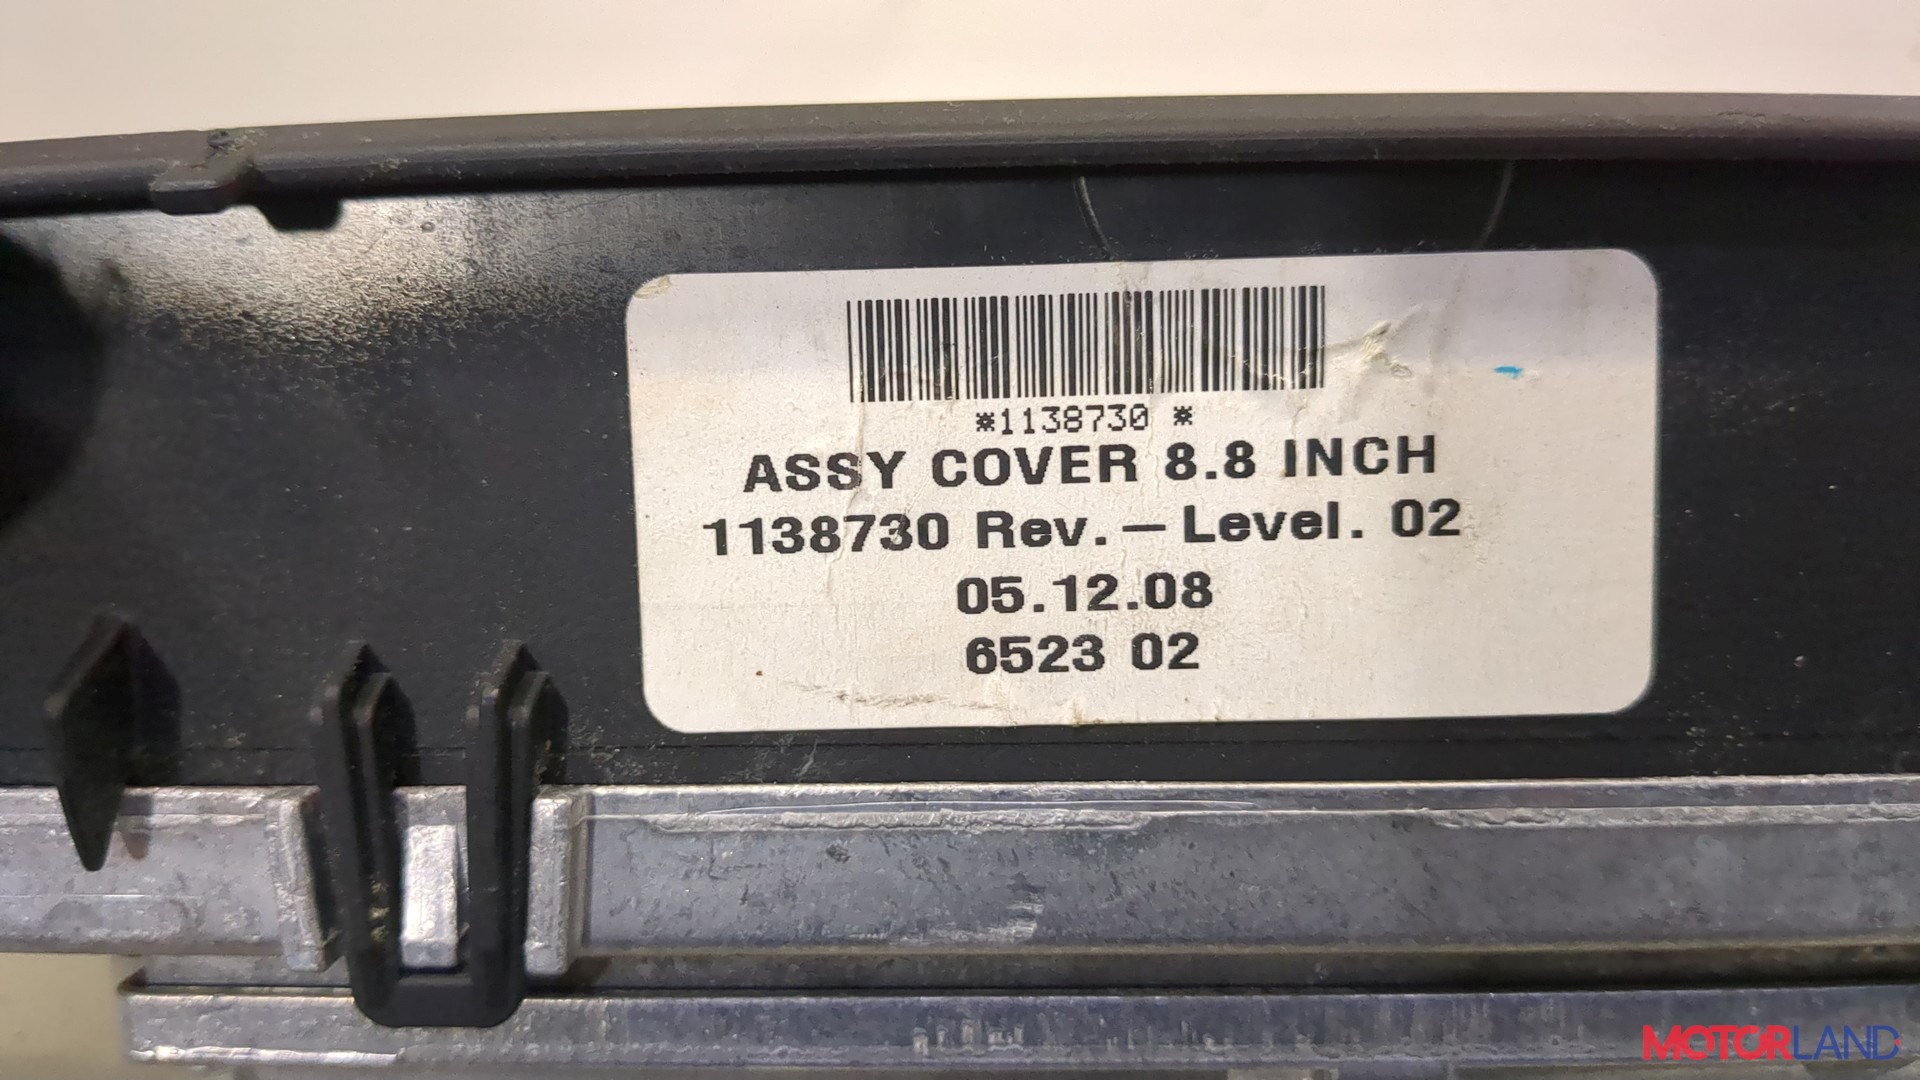 *1138730 *
ASSY COVER 8.8 INCH
1138730 Rev. – Level. 02
05.12.08
6523 02
MOTORLAND